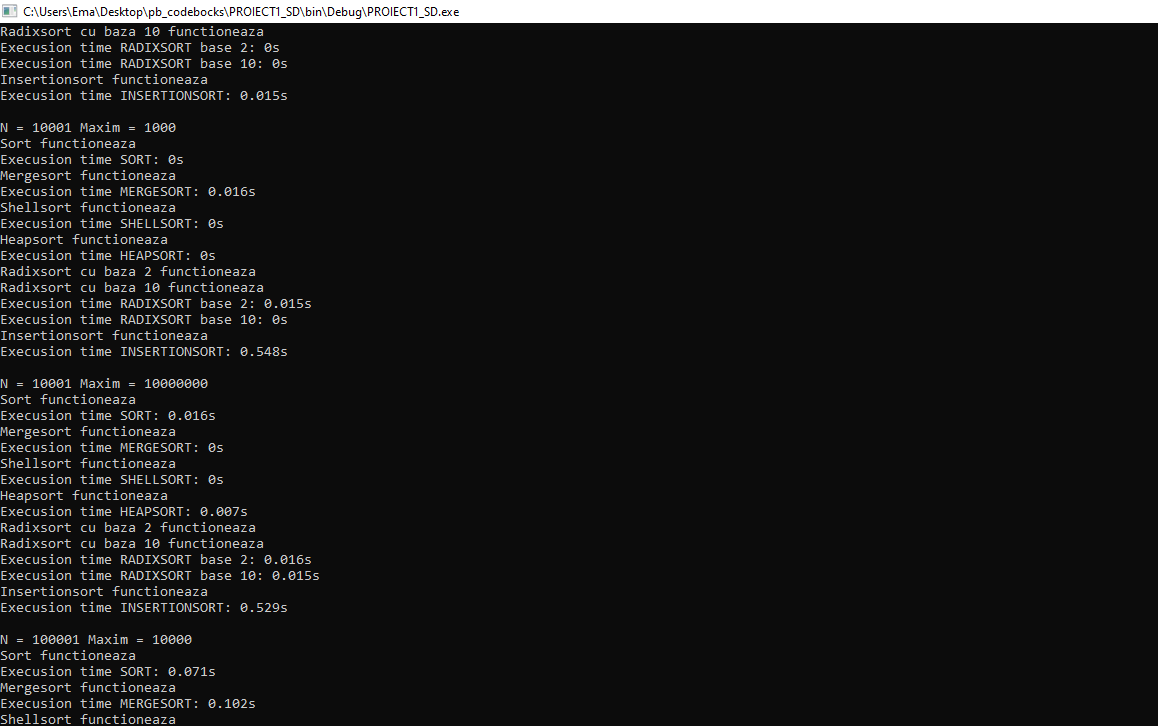 C:\Users\Ema\Desktop\pb_codebocks\PROIECT1_SD\bin\Debug\PROIECT1_SD.exe
Radixsort cu baza 10 functioneaza
Execusion time RADIXSORT base 2: 0s
Execusion time RADIXSORT base 10: 0s
Insertionsort functioneaza
Execusion time INSERTIONSORT: 0.015s

N = 10001 Maxim = 1000
Sort functioneaza
Execusion time SORT: 0s
Mergesort functioneaza
Execusion time MERGESORT: 0.016s
Shellsort functioneaza
Execusion time SHELLSORT: 0s
Heapsort functioneaza
Execusion time HEAPSORT: 0s
Radixsort cu baza 2 functioneaza
Radixsort cu baza 10 functioneaza
Execusion time RADIXSORT base 2: 0.015s
Execusion time RADIXSORT base 10: 0s
Insertionsort functioneaza
Execusion time INSERTIONSORT: 0.548s

N = 10001 Maxim = 10000000
Sort functioneaza
Execusion time SORT: 0.016s
Mergesort functioneaza
Execusion time MERGESORT: 0s
Shellsort functioneaza
Execusion time SHELLSORT: 0s
Heapsort functioneaza
Execusion time HEAPSORT: 0.007s
Radixsort cu baza 2 functioneaza
Radixsort cu baza 10 functioneaza
Execusion time RADIXSORT base 2: 0.016s
Execusion time RADIXSORT base 10: 0.015s
Insertionsort functioneaza
Execusion time INSERTIONSORT: 0.529s

N = 100001 Maxim = 10000
Sort functioneaza
Execusion time SORT: 0.071s
Mergesort functioneaza
Execusion time MERGESORT: 0.102s
Shellsort functioneaza